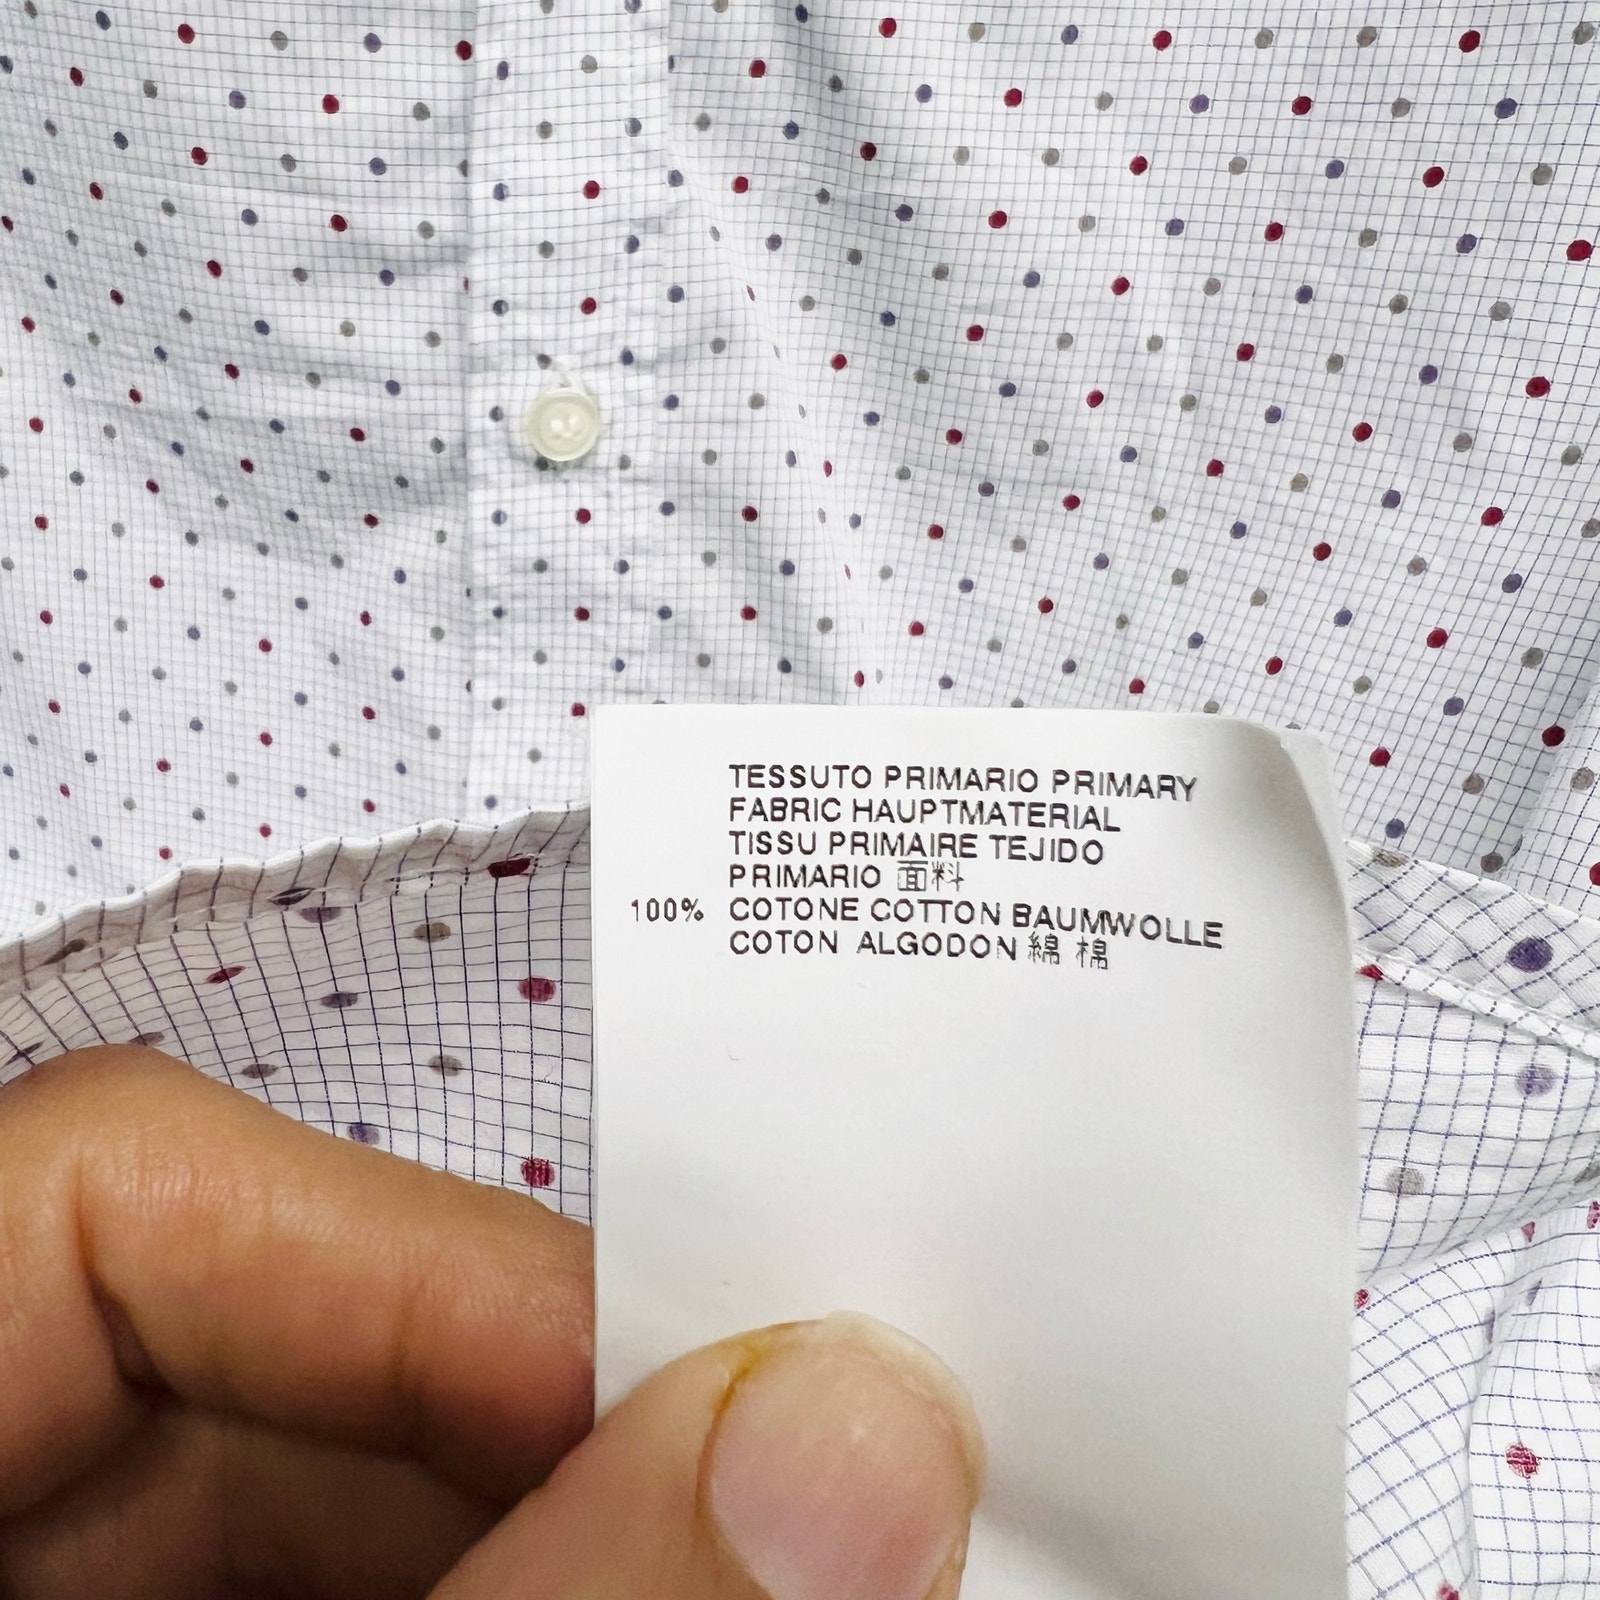 TESSUTO PRIMARIO PRIMARY
FABRIC HAUPTMATERIAL
TISSU PRIMAIRE TEJIDO
PRIMARIO 面料
100% COTONE COTTON BAUMWOLLE
COTON ALGODON 綿 棉